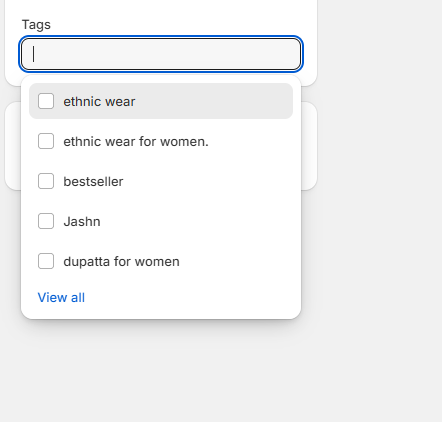 Tags
ethnic wear
ethnic wear for women.
bestseller
Jashn
dupatta for women
View all